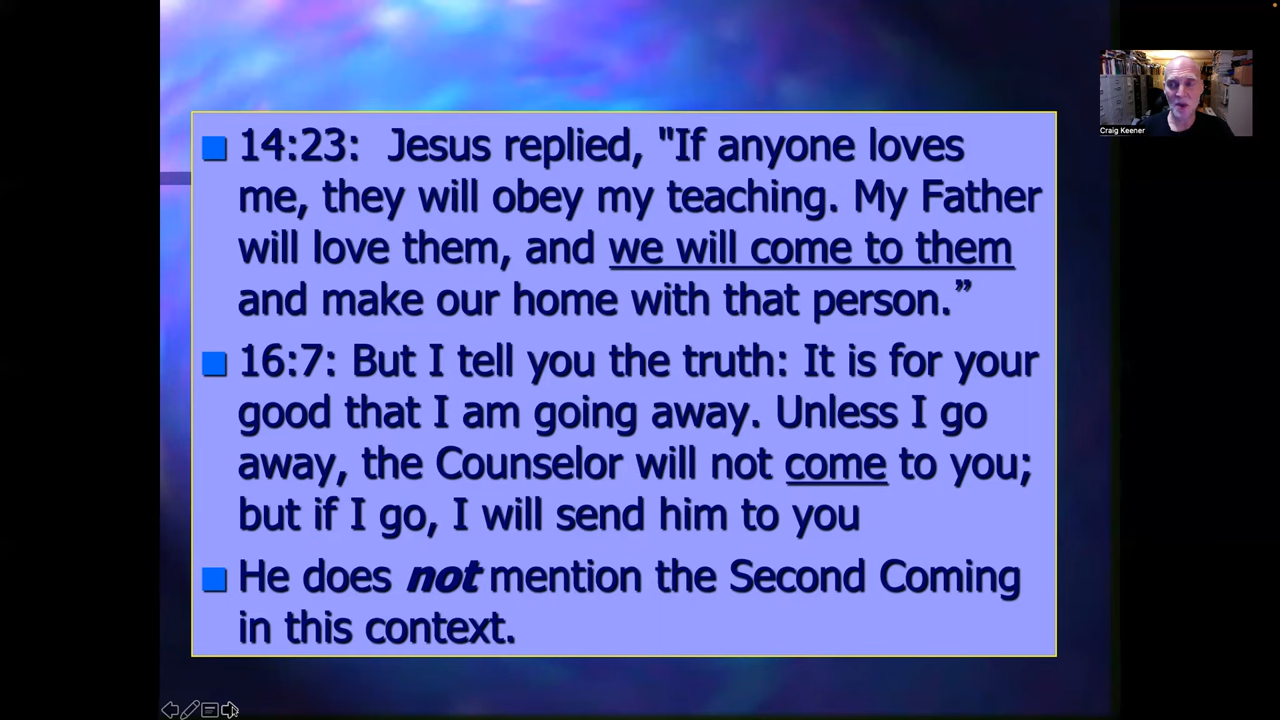 14:23: Jesus replied, "If anyone loves
me, they will obey my teaching. My Father
will love them, and we will come to them
and make our home with that person.”
16:7: But I tell you the truth: It is for your
good that I am going away. Unless I go
away, the Counselor will not come to you;
but if I go, I will send him to you
He does not mention the Second Coming
in this context.
Craig Keener